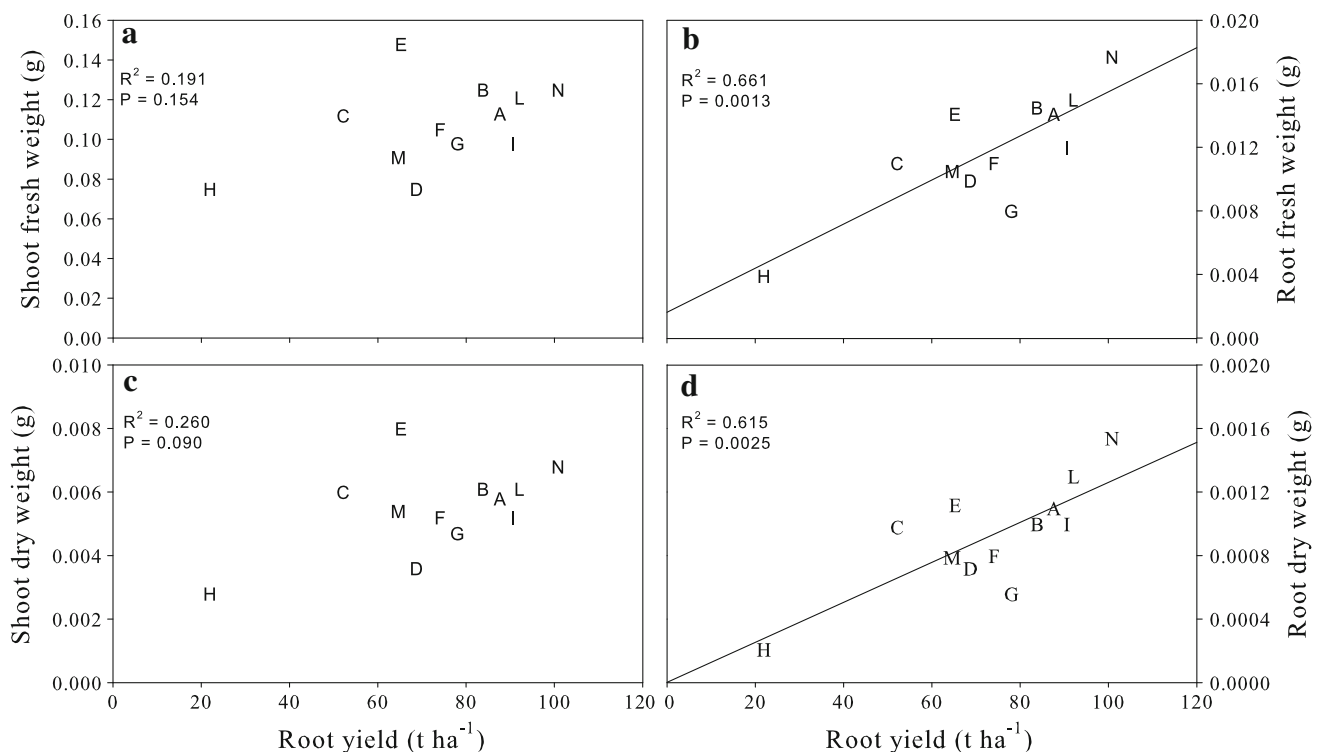 a
R² = 0.191
P = 0.154
Shoot fresh weight (g)
0.16
0.14
0.12
0.10
0.08
0.06
0.04
0.02
0.00
E
B
N
L
C
A
F
G
I
M
H
D
b
R² = 0.661
P = 0.0013
Root fresh weight (g)
0.020
0.016
0.012
0.008
0.004
0.000
N
L
B
E
A
I
C
F
M
D
G
H
c
R² = 0.260
P = 0.090
Shoot dry weight (g)
0.010
0.008
0.006
0.004
0.002
0.000
E
N
C
B
L
A
M
F
I
G
D
H
0 20 40 60 80 100 120
Root yield (t ha⁻¹)
d
R² = 0.615
P = 0.0025
Root dry weight (g)
0.0020
0.0016
0.0012
0.0008
0.0004
0.0000
N
L
E
A
C
B
I
M
F
D
G
H
0 20 40 60 80 100 120
Root yield (t ha⁻¹)